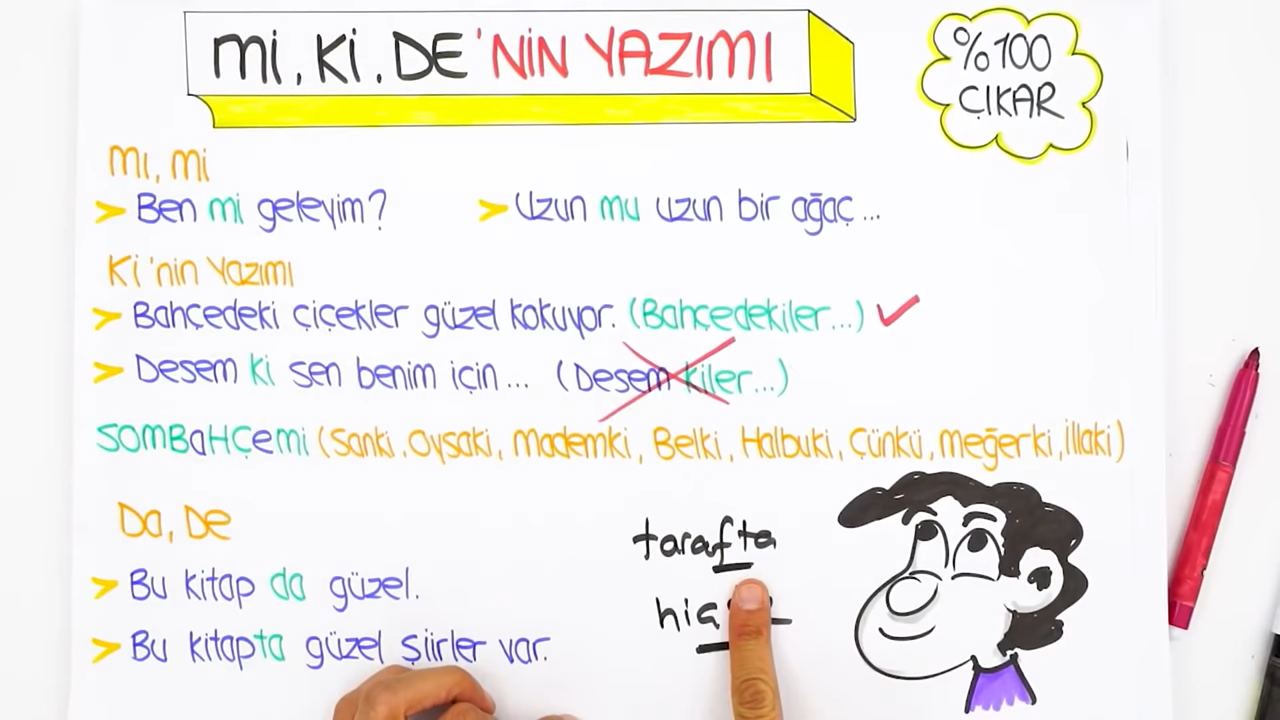 Mi, Ki, DE'NİN YAZIMI
%100
ÇIKAR
Mı, Mi
> Ben mi geleyim?
> Uzun mu uzun bir ağaç...
Ki'nin Yazımı
> Bahçedeki çiçekler güzel kokuyor. (Bahçedekiler...) ✓
> Desem ki sen benim için... (Desem kiler...)
SOMBaHÇeMi (Sanki, Oysaki, Mademki, Belki, Halbuki, Çünkü, Meğerki, İllaki)
Da, De
> Bu kitap da güzel.
> Bu kitapta güzel şiirler var.
tarafta